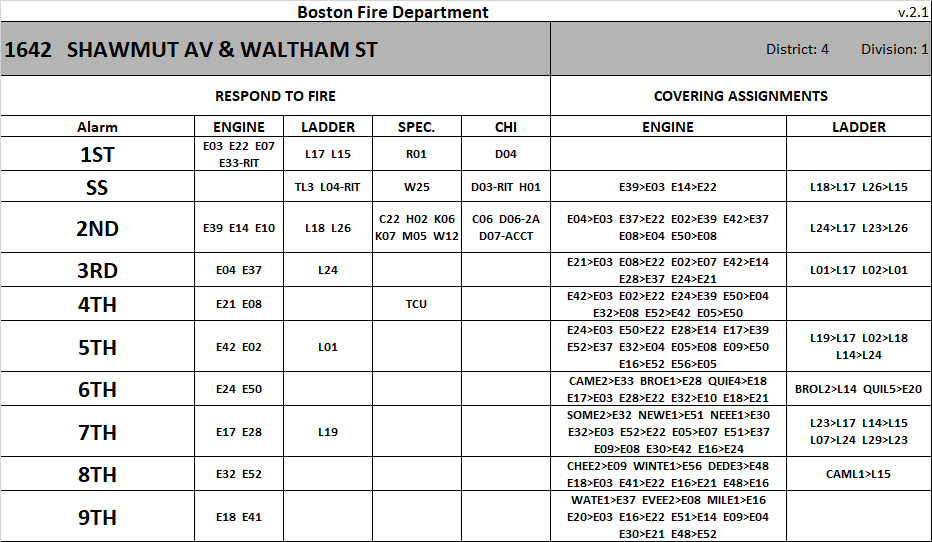 Boston Fire Department v.2.1
1642 SHAWMUT AV & WALTHAM ST District: 4 Division: 1
RESPOND TO FIRE COVERING ASSIGNMENTS
Alarm ENGINE LADDER SPEC. CHI ENGINE LADDER
1ST E03 E22 E07 E33-RIT L17 L15 R01 D04
SS TL3 L04-RIT W25 D03-RIT H01 E39>E03 E14>E22 L18>L17 L26>L15
2ND E39 E14 E10 L18 L26 C22 H02 K06 K07 M05 W12 C06 D06-2A D07-ACCT E04>E03 E37>E22 E02>E39 E42>E37 E08>E04 E50>E08 L24>L17 L23>L26
3RD E04 E37 L24 E21>E03 E08>E22 E02>E07 E42>E14 E28>E37 E24>E21 L01>L17 L02>L01
4TH E21 E08 TCU E42>E03 E02>E22 E24>E39 E50>E04 E32>E08 E52>E42 E05>E50
5TH E42 E02 L01 E24>E03 E50>E22 E28>E14 E17>E39 E52>E37 E32>E04 E05>E08 E09>E50 E16>E52 E56>E05 L19>L17 L02>L18 L14>L24
6TH E24 E50 CAME2>E33 BROE1>E28 QUIE4>E18 E17>E03 E28>E22 E32>E10 E18>E21 BROL2>L14 QUIL5>E20
7TH E17 E28 L19 SOME2>E32 NEWE1>E51 NEEE1>E30 E32>E03 E52>E22 E05>E07 E51>E37 E09>E08 E30>E42 E16>E24 L23>L17 L14>L15 L07>L24 L29>L23
8TH E32 E52 CHEE2>E09 WINTE1>E56 DEDE3>E48 E18>E03 E41>E22 E16>E21 E48>E16 CAML1>L15
9TH E18 E41 WATE1>E37 EVEE2>E08 MILE1>E16 E20>E03 E16>E22 E51>E14 E09>E04 E30>E21 E48>E52